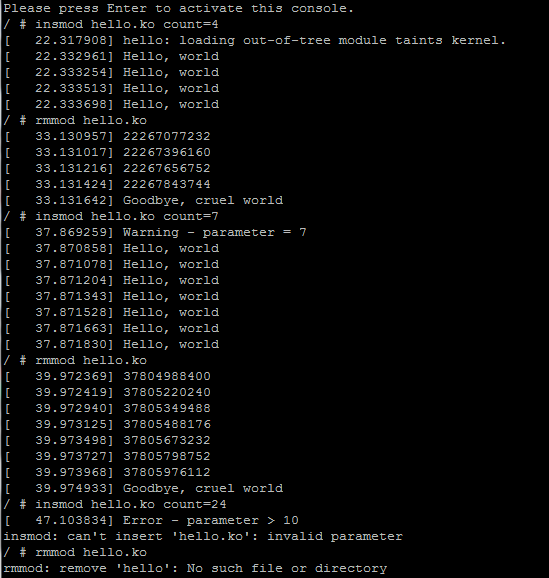 Please press Enter to activate this console.
/ # insmod hello.ko count=4
[   22.317908] hello: loading out-of-tree module taints kernel.
[   22.332961] Hello, world
[   22.333254] Hello, world
[   22.333513] Hello, world
[   22.333698] Hello, world
/ # rmmod hello.ko
[   33.130957] 22267077232
[   33.131017] 22267396160
[   33.131216] 22267656752
[   33.131424] 22267843744
[   33.131642] Goodbye, cruel world
/ # insmod hello.ko count=7
[   37.869259] Warning - parameter = 7
[   37.870858] Hello, world
[   37.871078] Hello, world
[   37.871204] Hello, world
[   37.871343] Hello, world
[   37.871528] Hello, world
[   37.871663] Hello, world
[   37.871830] Hello, world
/ # rmmod hello.ko
[   39.972369] 37804988400
[   39.972419] 37805220240
[   39.972940] 37805349488
[   39.973125] 37805488176
[   39.973498] 37805673232
[   39.973727] 37805798752
[   39.973968] 37805976112
[   39.974933] Goodbye, cruel world
/ # insmod hello.ko count=24
[   47.103834] Error - parameter > 10
insmod: can't insert 'hello.ko': invalid parameter
/ # rmmod hello.ko
rmmod: remove 'hello': No such file or directory